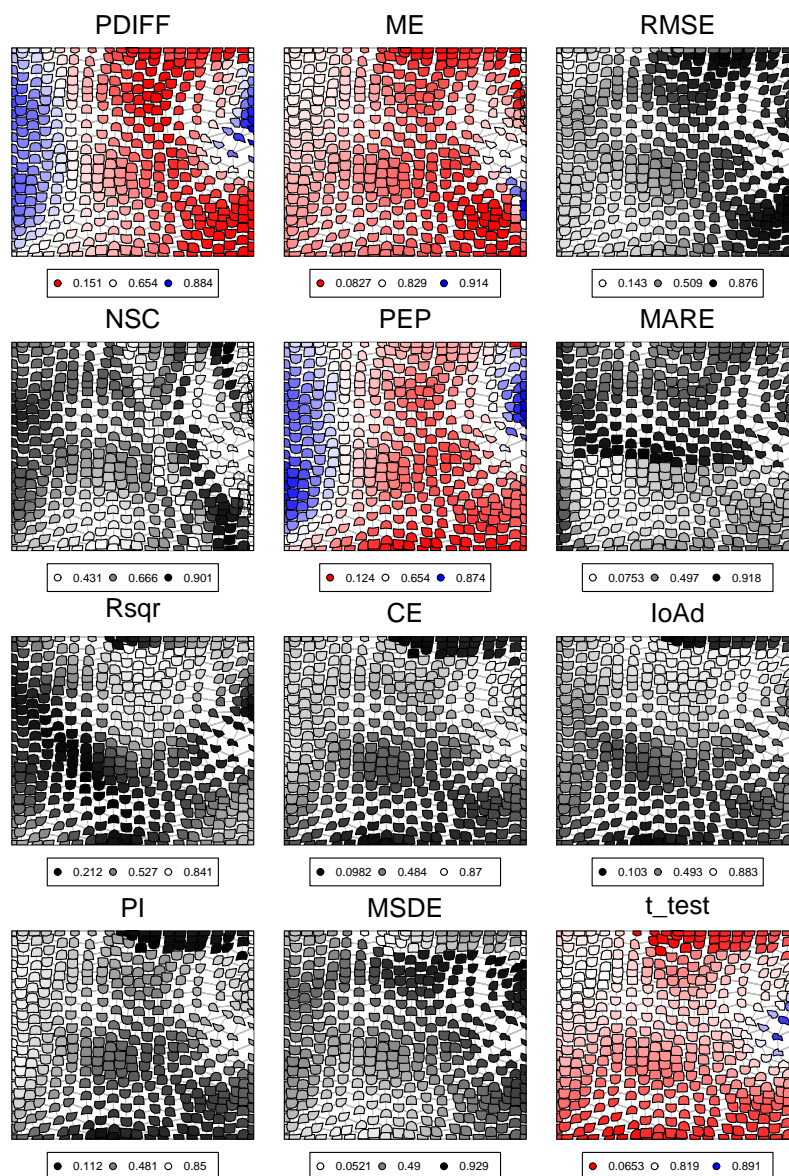 PDIFF ME RMSE
0.151 0.654 0.884 0.0827 0.829 0.914 0.143 0.509 0.876
NSC PEP MARE
0.431 0.666 0.901 0.124 0.654 0.874 0.0753 0.497 0.918
Rsqr CE IoAd
0.212 0.527 0.841 0.0982 0.484 0.87 0.103 0.493 0.883
PI MSDE t_test
0.112 0.481 0.85 0.0521 0.49 0.929 0.0653 0.819 0.891